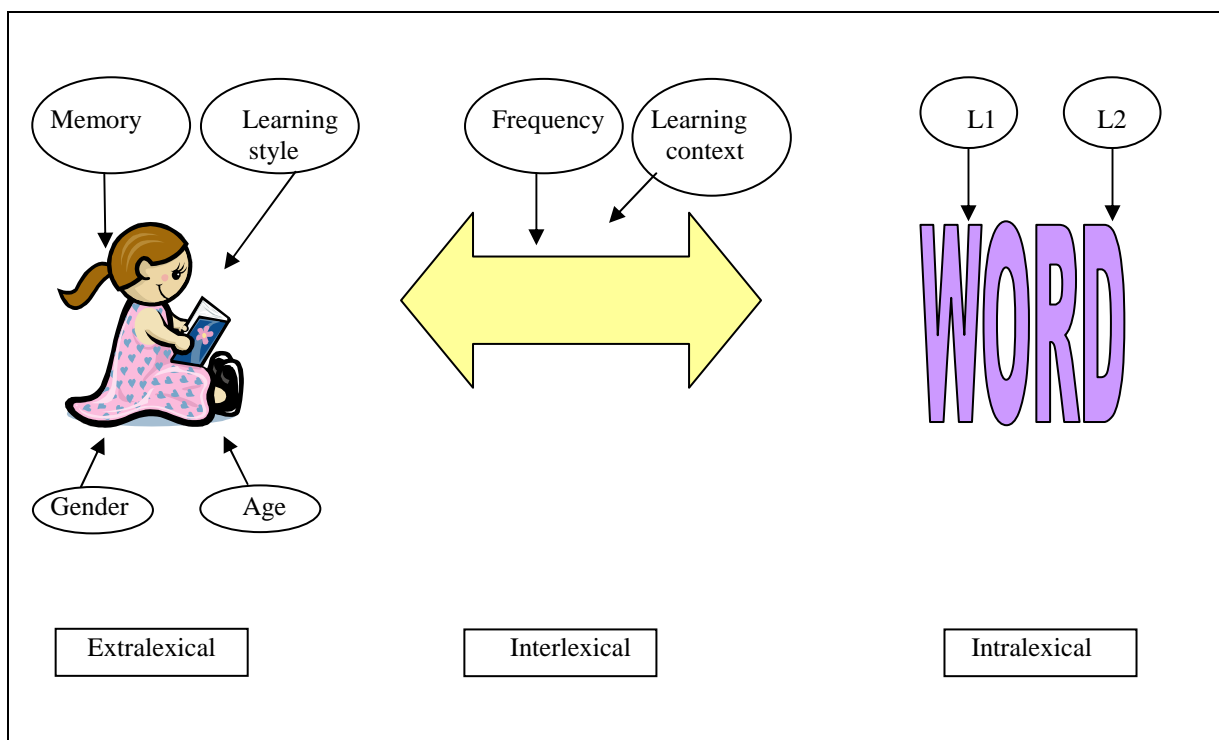 Memory
Learning
style
Frequency
Learning
context
L1
L2
WORD
Gender
Age
Extralexical
Interlexical
Intralexical